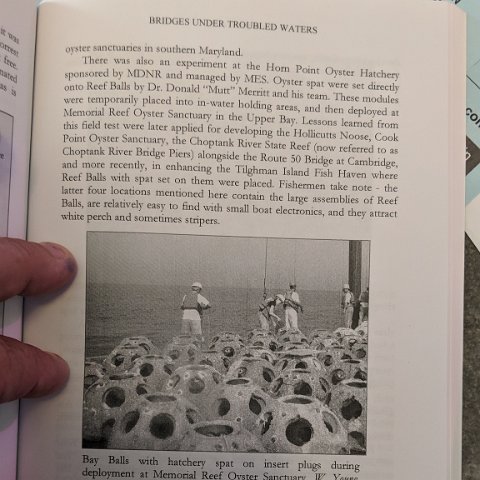 BRIDGES UNDER TROUBLED WATERS
oyster sanctuaries in southern Maryland.
There was also an experiment at the Horn Point Oyster Hatchery
sponsored by MDNR and managed by MES. Oyster spat were set directly
onto Reef Balls by Dr. Donald "Mutt" Merritt and his team. These modules
were temporarily placed into in-water holding areas, and then deployed at
Memorial Reef Oyster Sanctuary in the Upper Bay. Lessons learned from
this field test were later applied for developing the Hollicutts Noose, Cook
Point Oyster Sanctuary, the Choptank River State Reef (now referred to as
Choptank River Bridge Piers) alongside the Route 50 Bridge at Cambridge,
and more recently, in enhancing the Tilghman Island Fish Haven where
Reef Balls with spat set on them were placed. Fishermen take note - the
latter four locations mentioned here contain the large assemblies of Reef
Balls, are relatively easy to find with small boat electronics, and they attract
white perch and sometimes stripers.
Bay Balls with hatchery spat on insert plugs during
deployment at Memorial Reef Oyster Sanctuary. W. Young